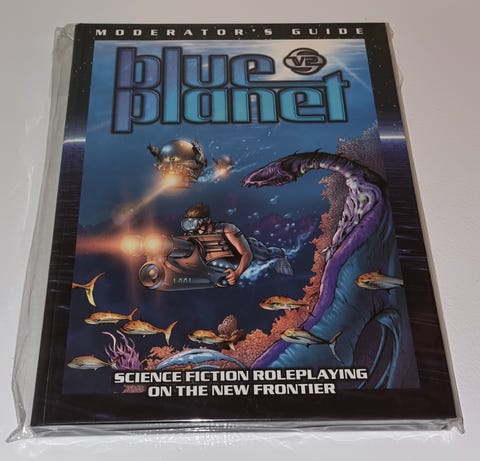 MODERATOR'S GUIDE
blue
planet
V2
SCIENCE FICTION ROLEPLAYING
ON THE NEW FRONTIER